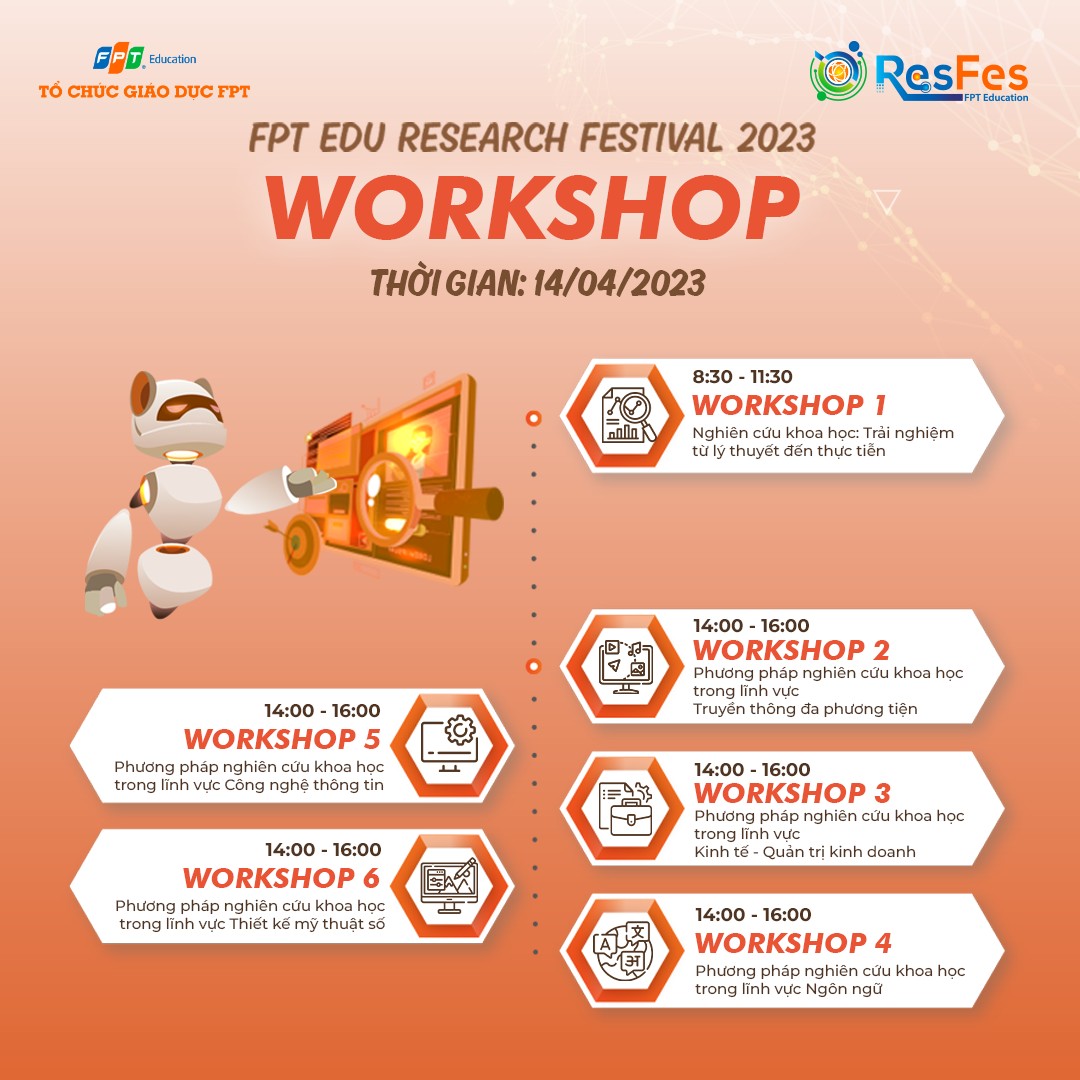 FPT Education
TỔ CHỨC GIÁO DỤC FPT
ResFes
FPT Education
FPT EDU RESEARCH FESTIVAL 2023
WORKSHOP
THỜI GIAN: 14/04/2023
8:30 - 11:30
WORKSHOP 1
Nghiên cứu khoa học: Trải nghiệm
từ lý thuyết đến thực tiễn
14:00 - 16:00
WORKSHOP 2
Phương pháp nghiên cứu khoa học
trong lĩnh vực
Truyền thông đa phương tiện
14:00 - 16:00
WORKSHOP 3
Phương pháp nghiên cứu khoa học
trong lĩnh vực
Kinh tế - Quản trị kinh doanh
14:00 - 16:00
WORKSHOP 4
Phương pháp nghiên cứu khoa học
trong lĩnh vực Ngôn ngữ
A
文
अ
14:00 - 16:00
WORKSHOP 5
Phương pháp nghiên cứu khoa học
trong lĩnh vực Công nghệ thông tin
14:00 - 16:00
WORKSHOP 6
Phương pháp nghiên cứu khoa học
trong lĩnh vực Thiết kế mỹ thuật số